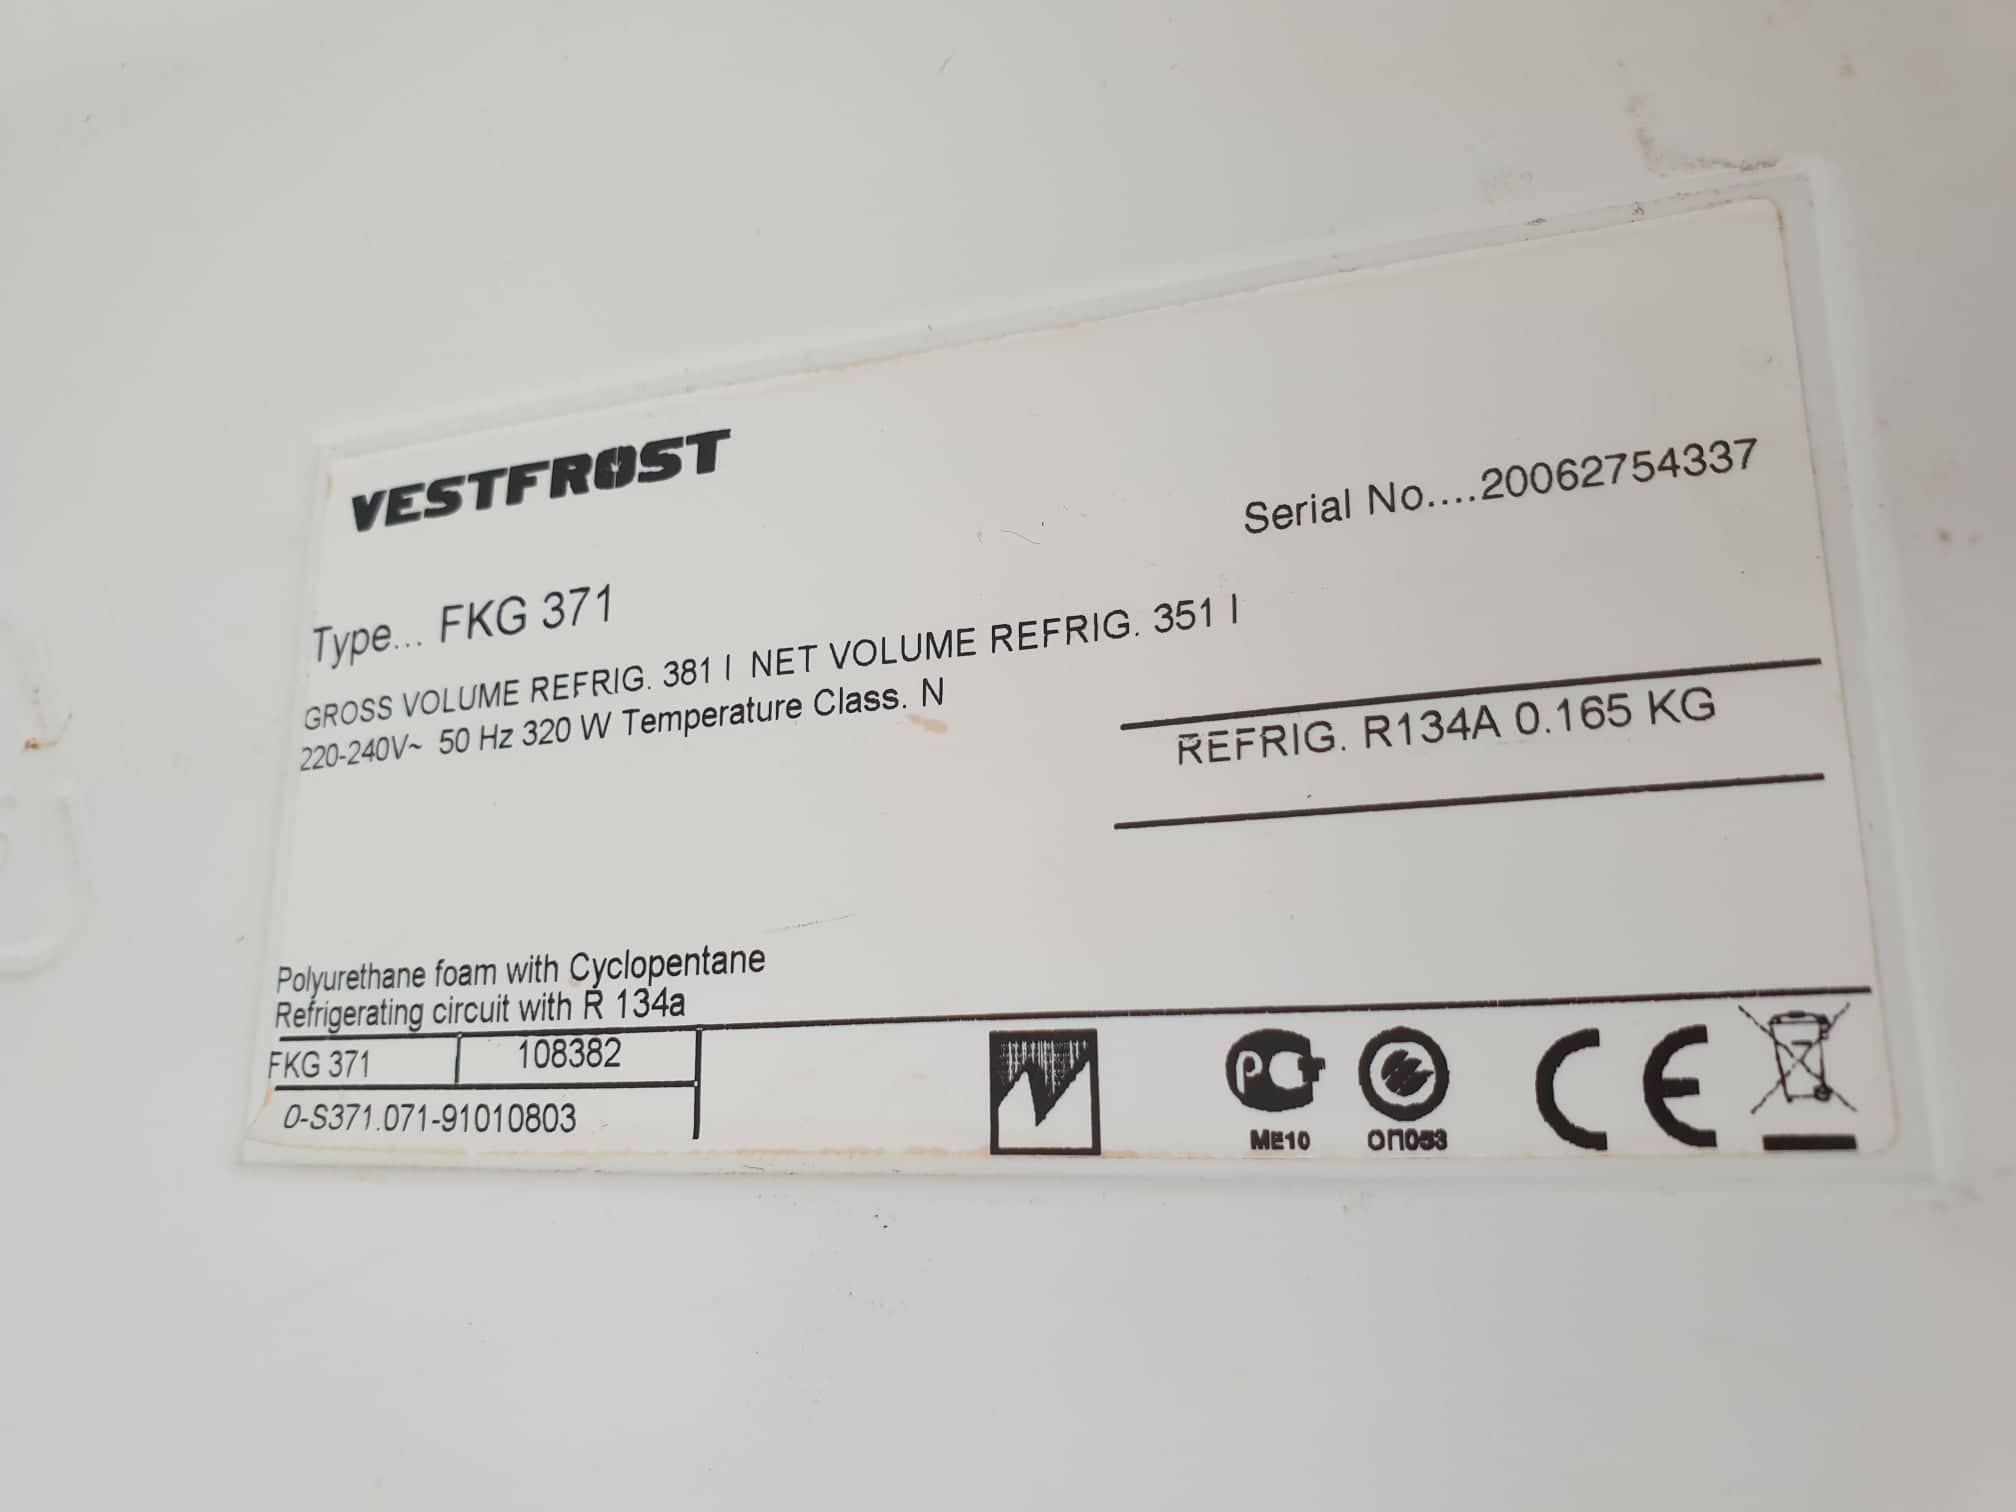 VESTFRØST
Serial No....20062754337
Type... FKG 371
GROSS VOLUME REFRIG. 381 l NET VOLUME REFRIG. 351 l
220-240V~ 50 Hz 320 W Temperature Class. N
REFRIG. R134A 0.165 KG
Polyurethane foam with Cyclopentane
Refrigerating circuit with R 134a
FKG 371 108382
0-S371.071-91010803
РСТ
ME10
ОП053
CE